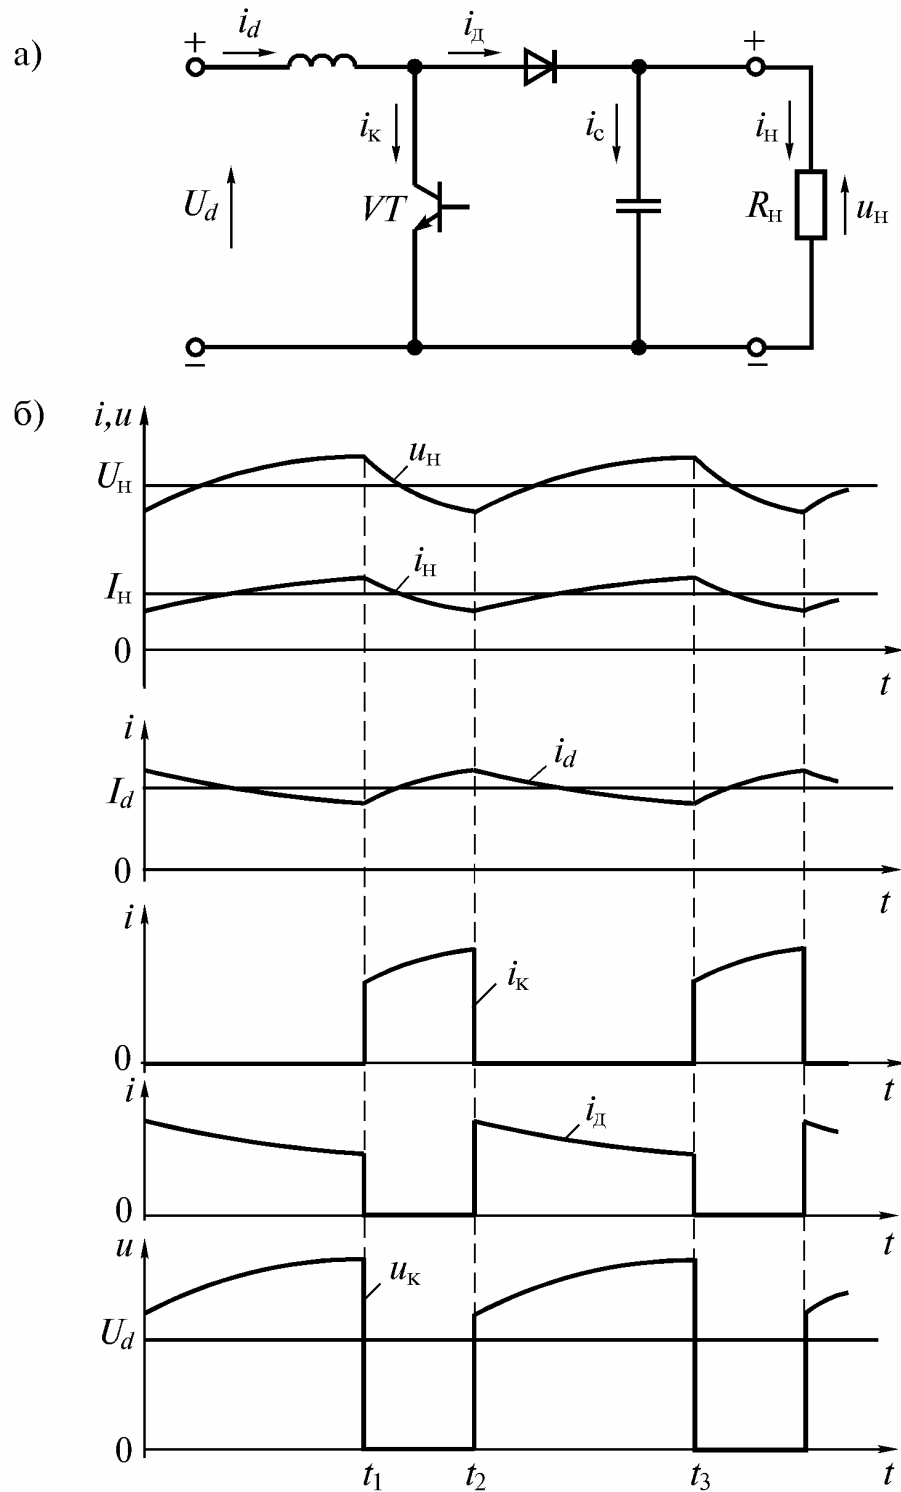 а)
+ i_d i_д +
i_к i_с i_н
U_d VT R_н u_н
– –
б)
i,u
U_н u_н
I_н i_н
0
t
i
I_d i_d
0
t
i
i_к
0
t
i
i_д
0
t
u
u_к
U_d
0
t_1 t_2 t_3 t